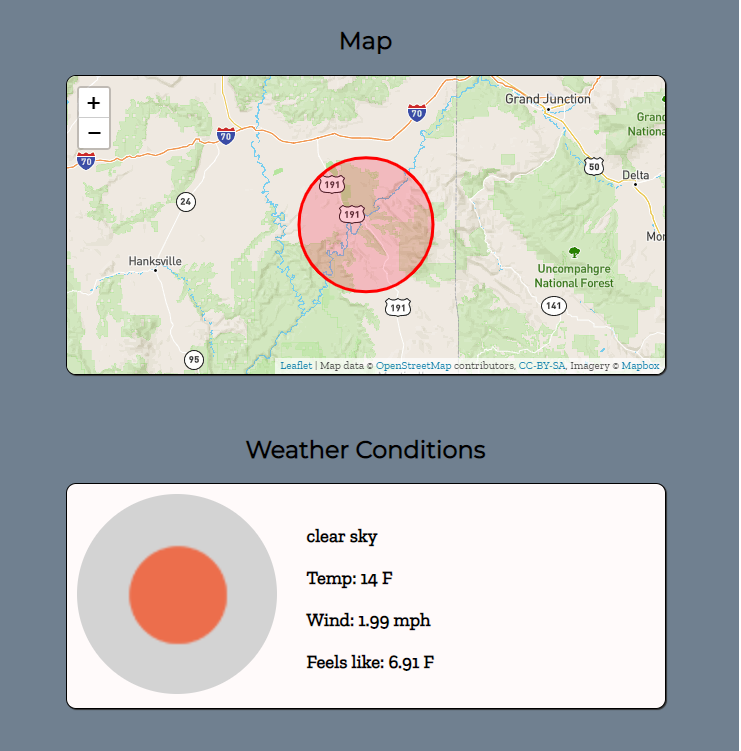 Map
+
−
Grand Junction
70
70
70
Grand
National
50
191
Delta
24
191
Mor
Hanksville
Uncompahgre
National Forest
191
141
95
Leaflet | Map data © OpenStreetMap contributors, CC-BY-SA, Imagery © Mapbox
Weather Conditions
clear sky
Temp: 14 F
Wind: 1.99 mph
Feels like: 6.91 F